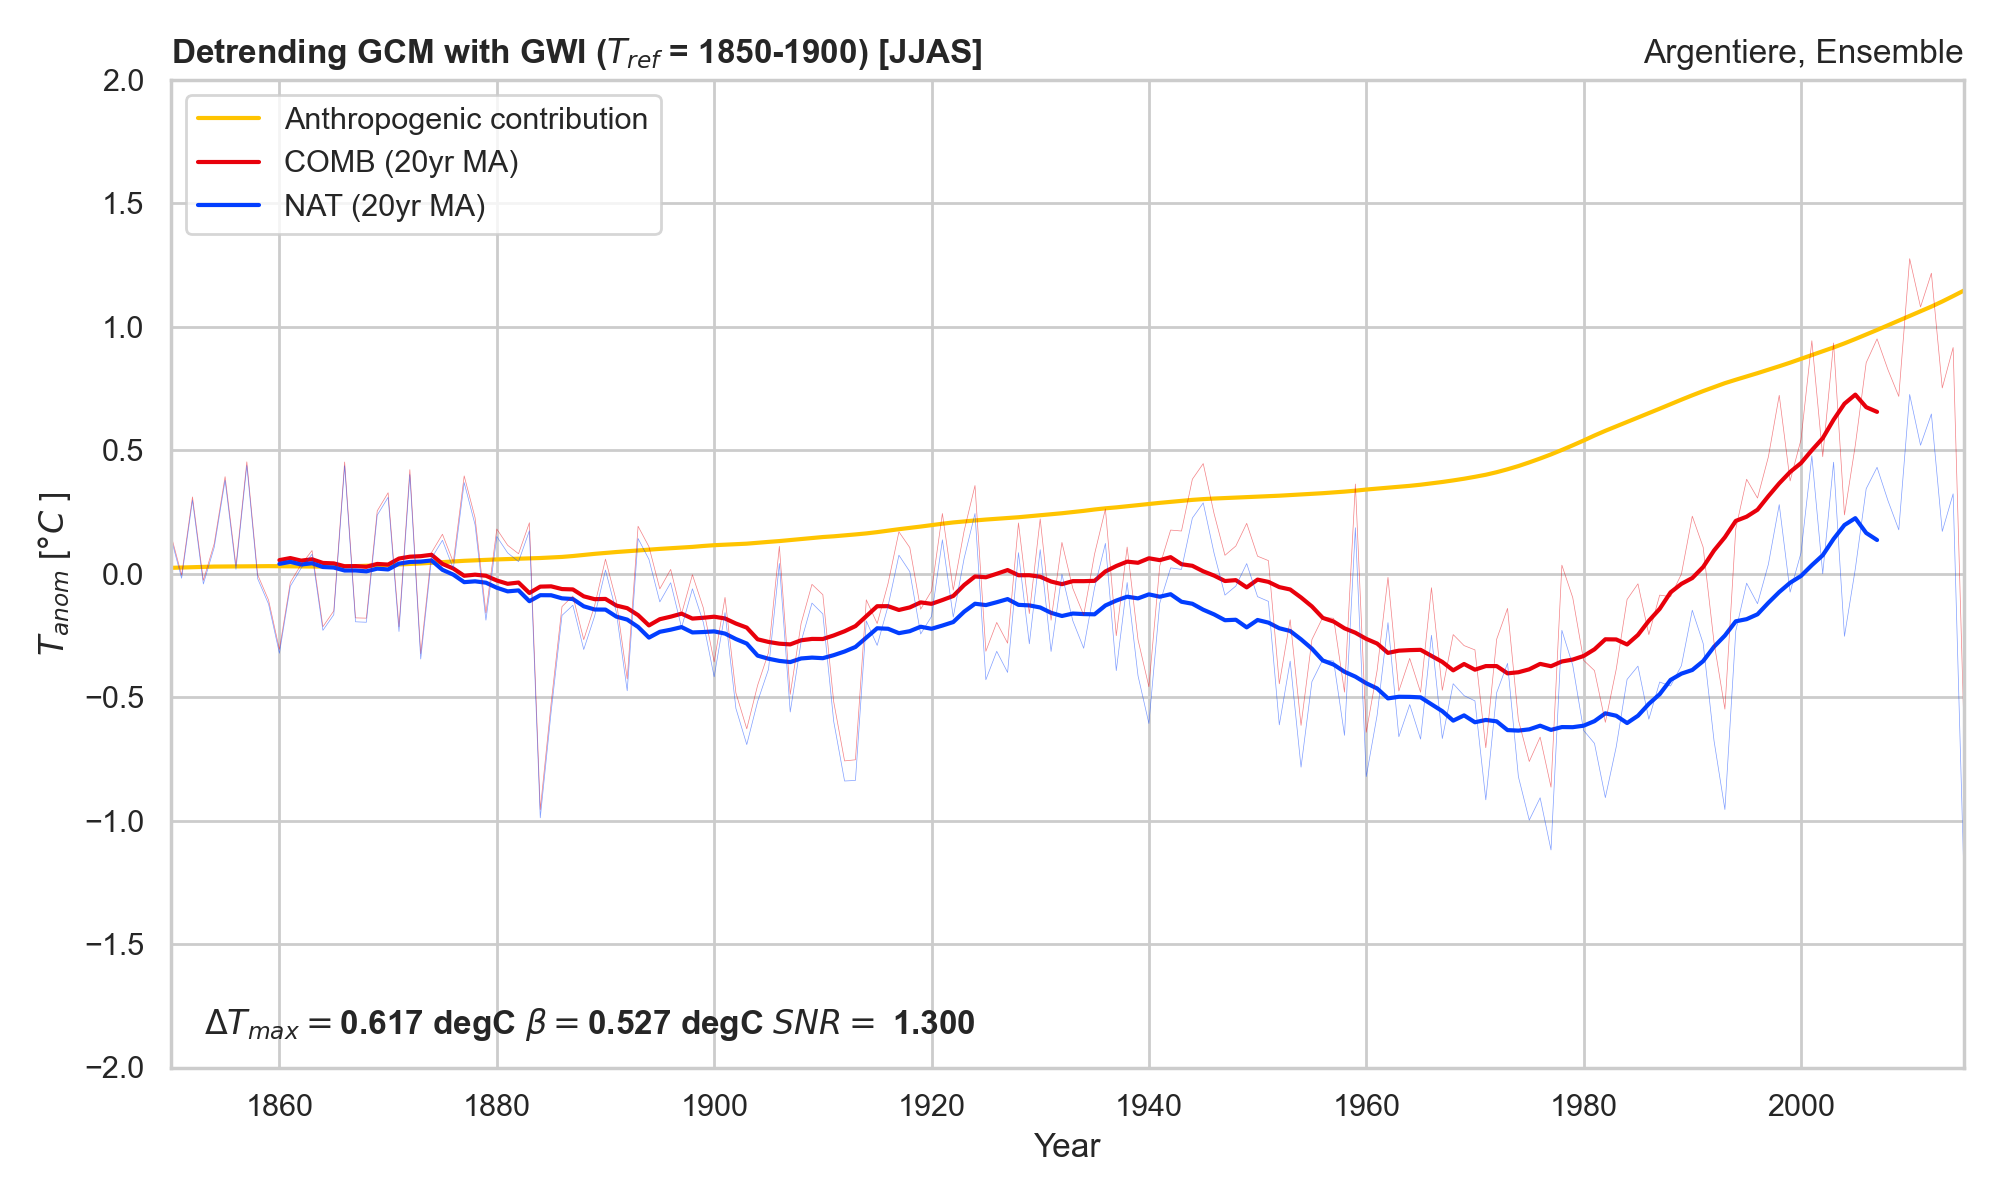 Detrending GCM with GWI (T_ref = 1850-1900) [JJAS]
Argentiere, Ensemble
Anthropogenic contribution
COMB (20yr MA)
NAT (20yr MA)
2.0
1.5
1.0
0.5
0.0
−0.5
−1.0
−1.5
−2.0
T_anom [°C ]
ΔT_max = 0.617 degC β = 0.527 degC SNR = 1.300
1860 1880 1900 1920 1940 1960 1980 2000
Year